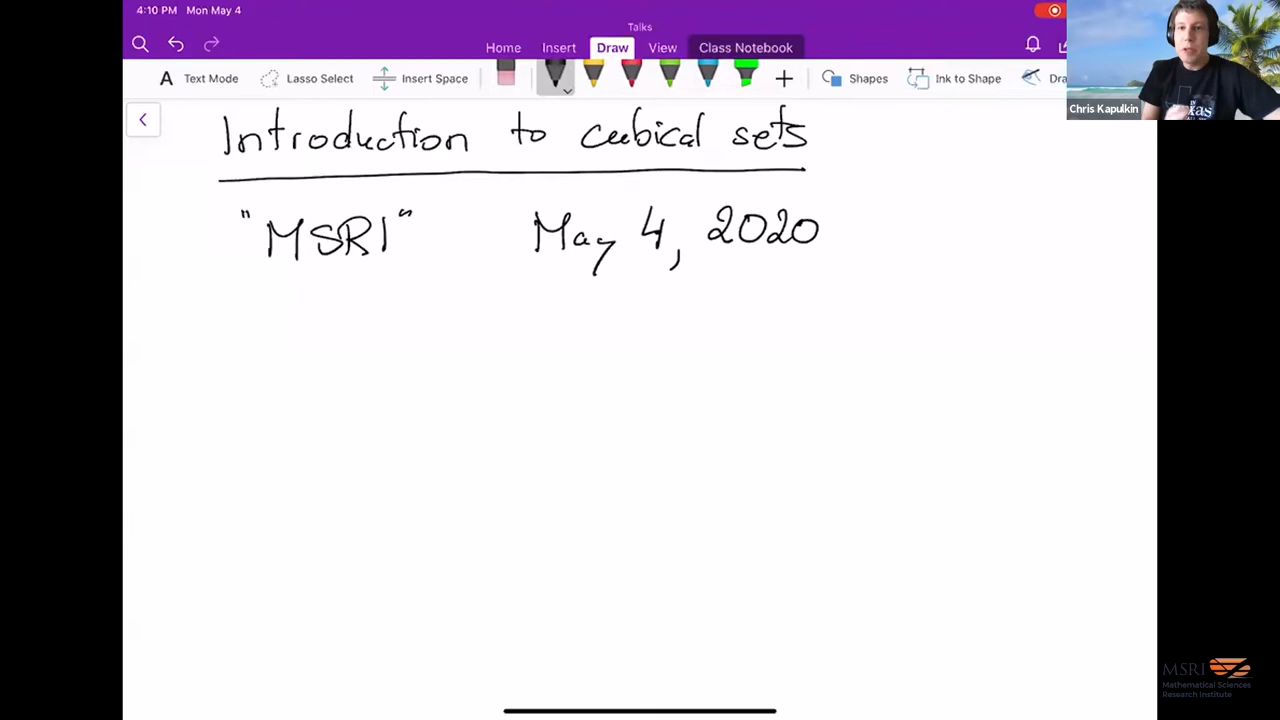 4:10 PM Mon May 4
Talks
Home Insert Draw View Class Notebook
Text Mode Lasso Select Insert Space Shapes Ink to Shape Dra
Chris Kapulkin
Introduction to cubical sets
"MSRI" May 4, 2020
MSRI
Mathematical Sciences
Research Institute